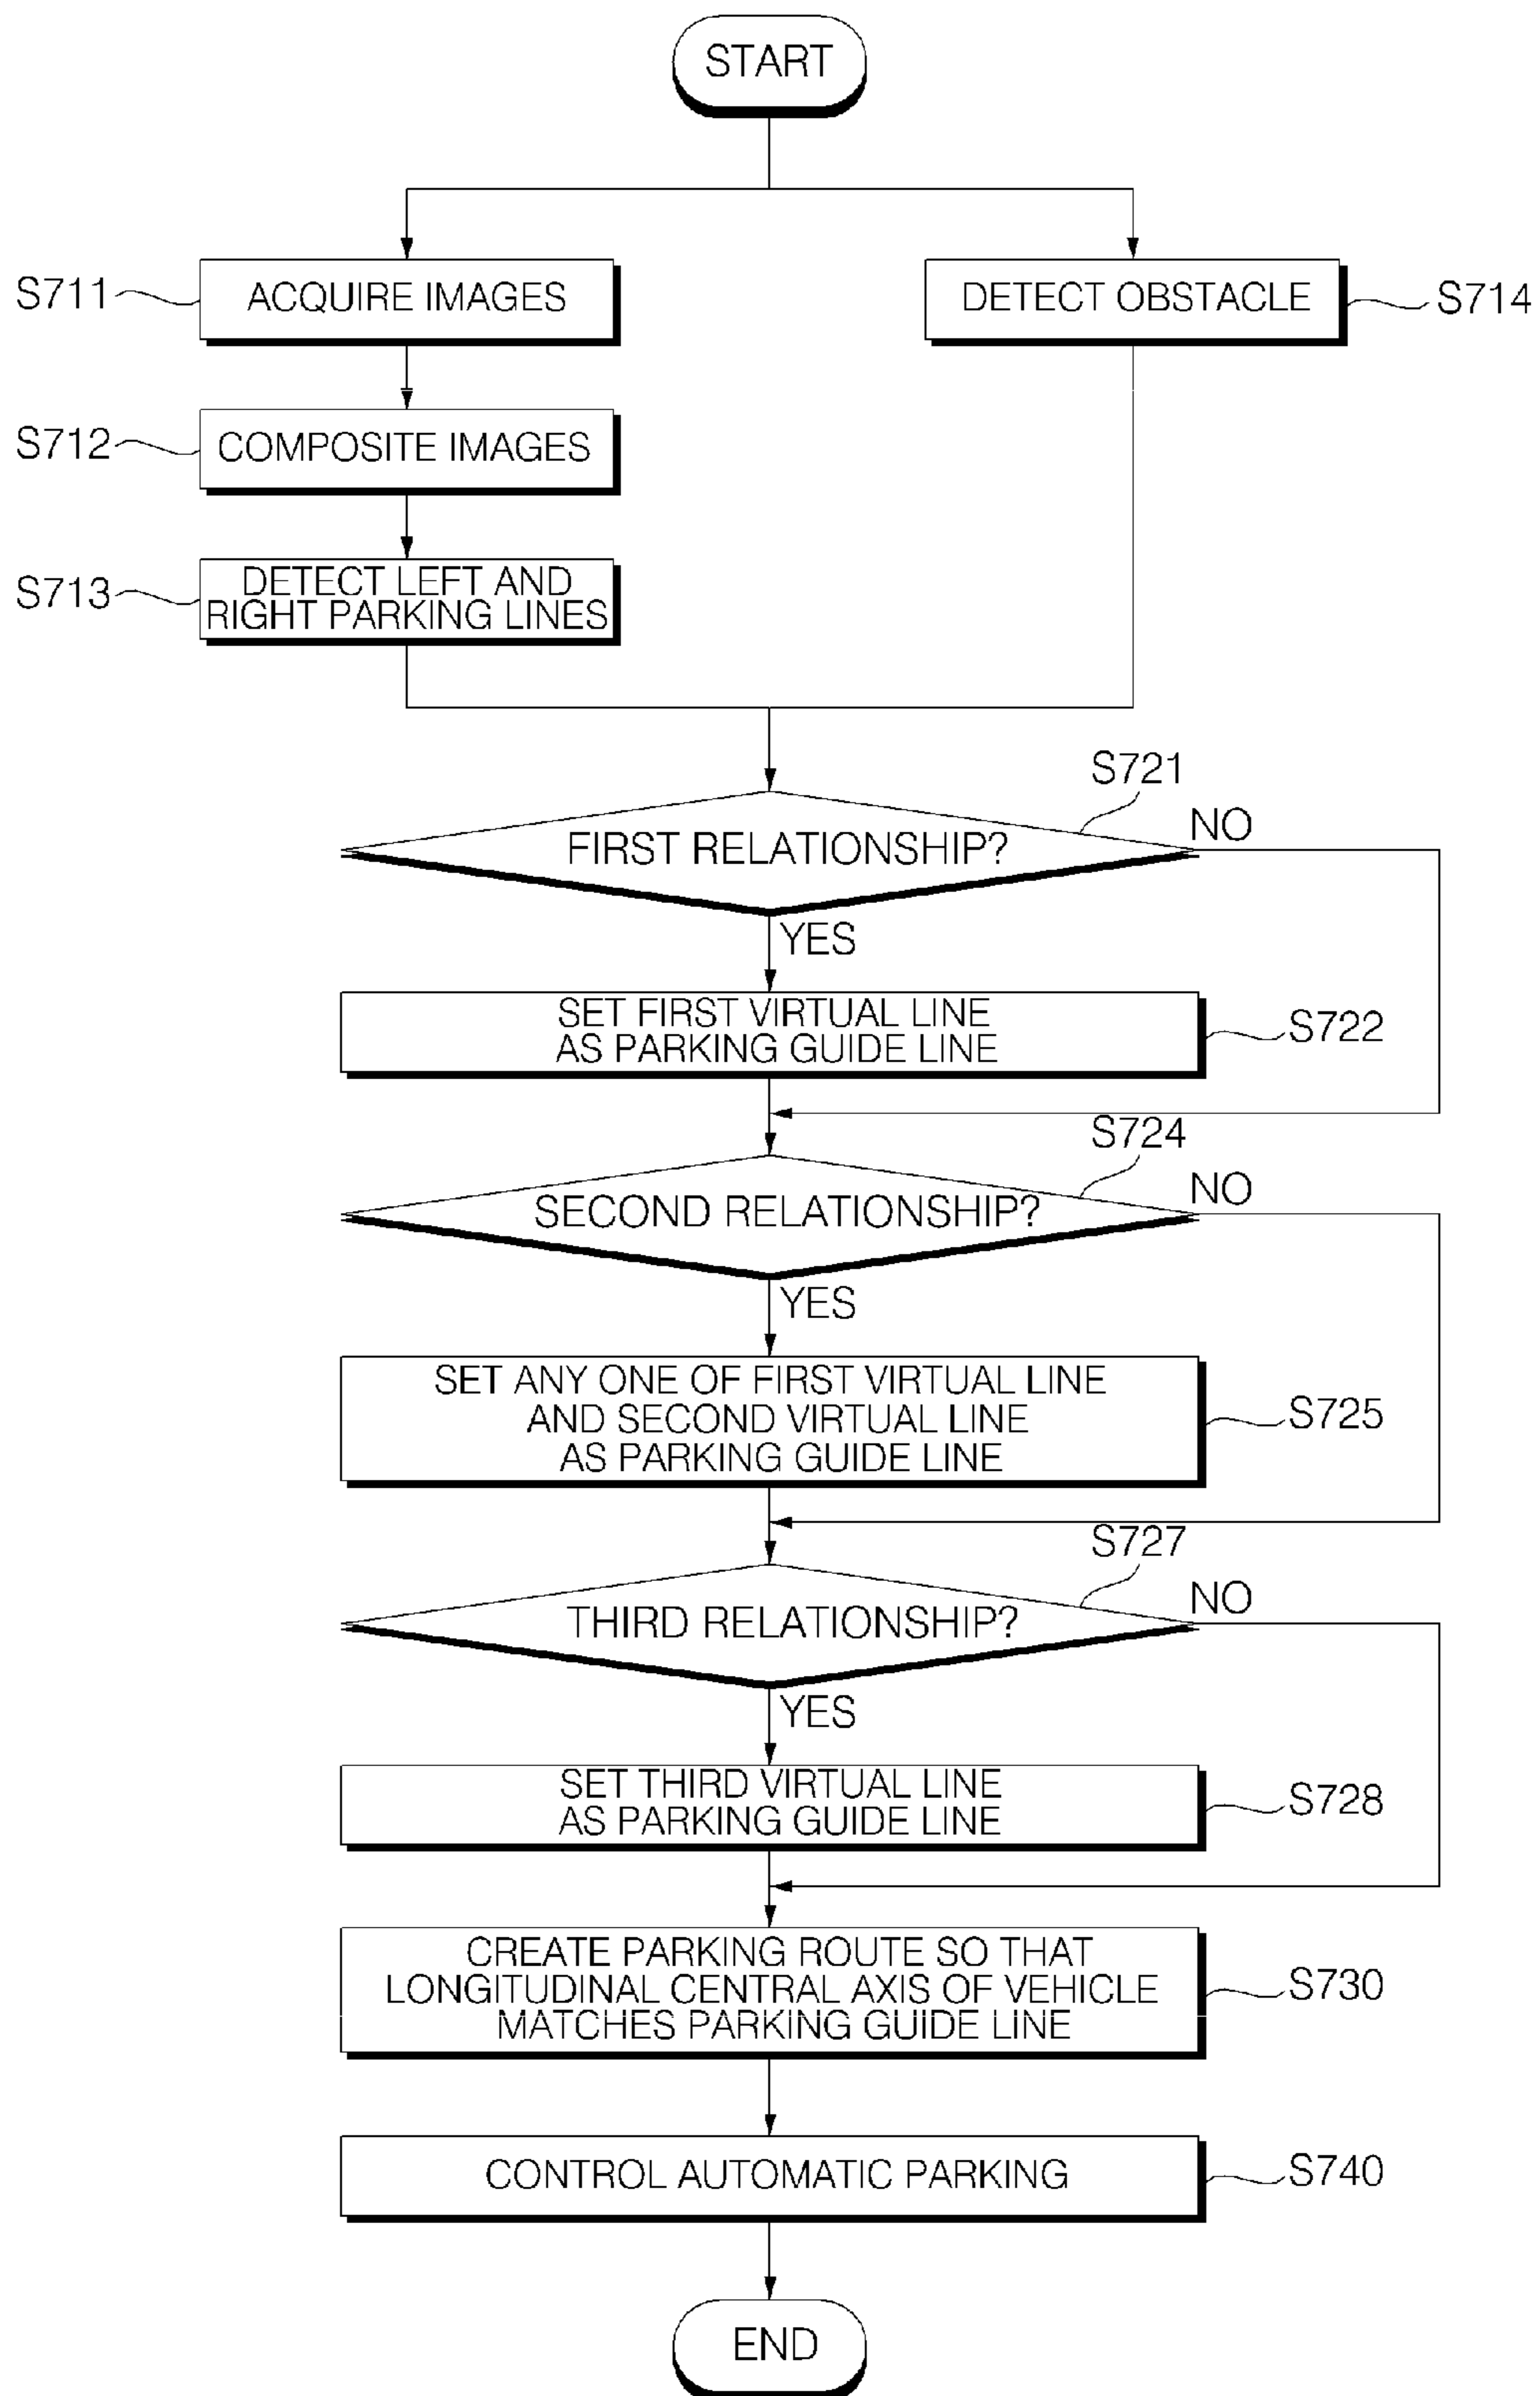 START
S711
ACQUIRE IMAGES
DETECT OBSTACLE
S714
S712
COMPOSITE IMAGES
S713
DETECT LEFT AND
RIGHT PARKING LINES
S721
FIRST RELATIONSHIP?
NO
YES
SET FIRST VIRTUAL LINE
AS PARKING GUIDE LINE
S722
S724
SECOND RELATIONSHIP?
NO
YES
SET ANY ONE OF FIRST VIRTUAL LINE
AND SECOND VIRTUAL LINE
AS PARKING GUIDE LINE
S725
S727
THIRD RELATIONSHIP?
NO
YES
SET THIRD VIRTUAL LINE
AS PARKING GUIDE LINE
S728
CREATE PARKING ROUTE SO THAT
LONGITUDINAL CENTRAL AXIS OF VEHICLE
MATCHES PARKING GUIDE LINE
S730
CONTROL AUTOMATIC PARKING
S740
END